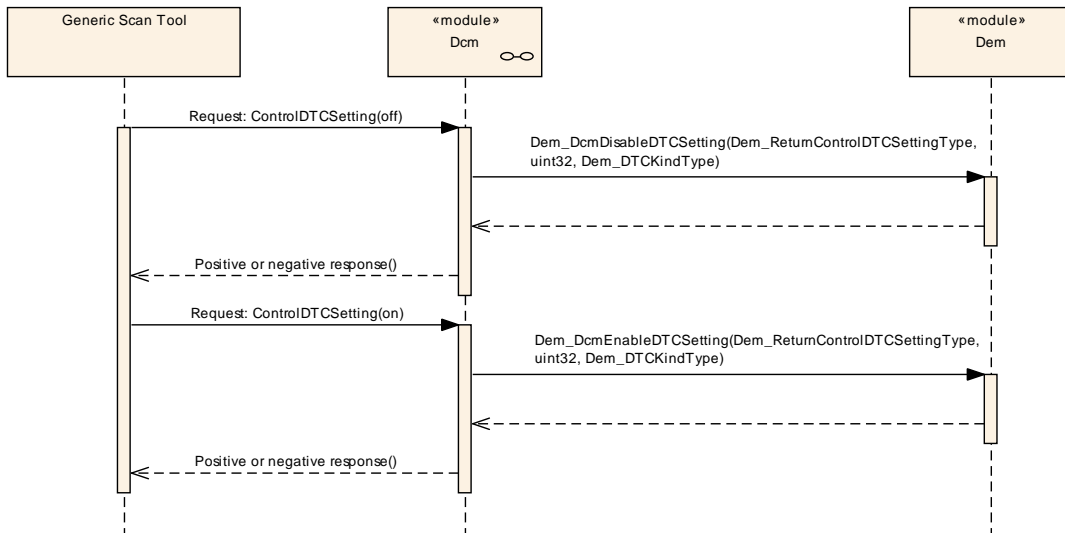 Generic Scan Tool
«module»
Dcm
«module»
Dem
Request: ControlDTCSetting(off)
Dem_DcmDisableDTCSetting(Dem_ReturnControlDTCSettingType,
uint32, Dem_DTCKindType)
Positive or negative response()
Request: ControlDTCSetting(on)
Dem_DcmEnableDTCSetting(Dem_ReturnControlDTCSettingType,
uint32, Dem_DTCKindType)
Positive or negative response()